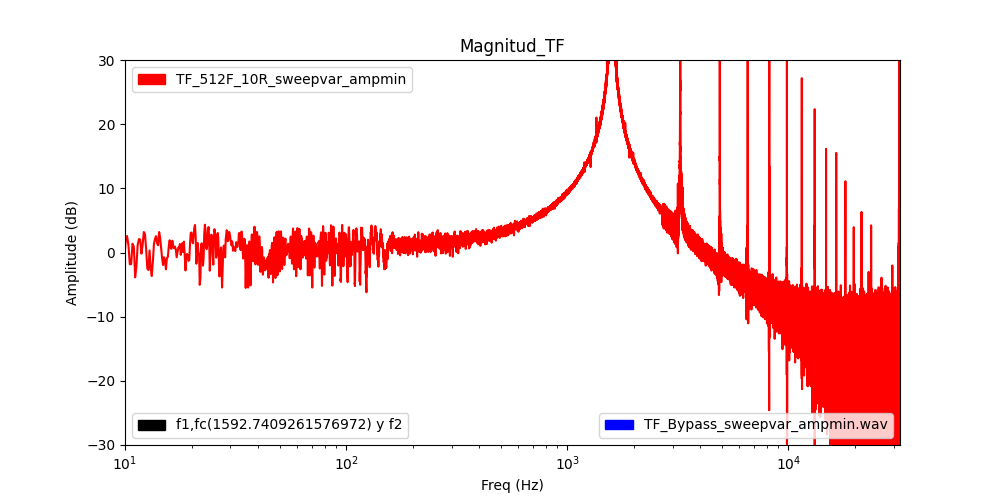 Magnitud_TF
30
TF_512F_10R_sweepvar_ampmin
20
10
0
−10
−20
−30
Amplitude (dB)
f1,fc(1592.7409261576972) y f2
TF_Bypass_sweepvar_ampmin.wav
10¹ 10² 10³ 10⁴
Freq (Hz)